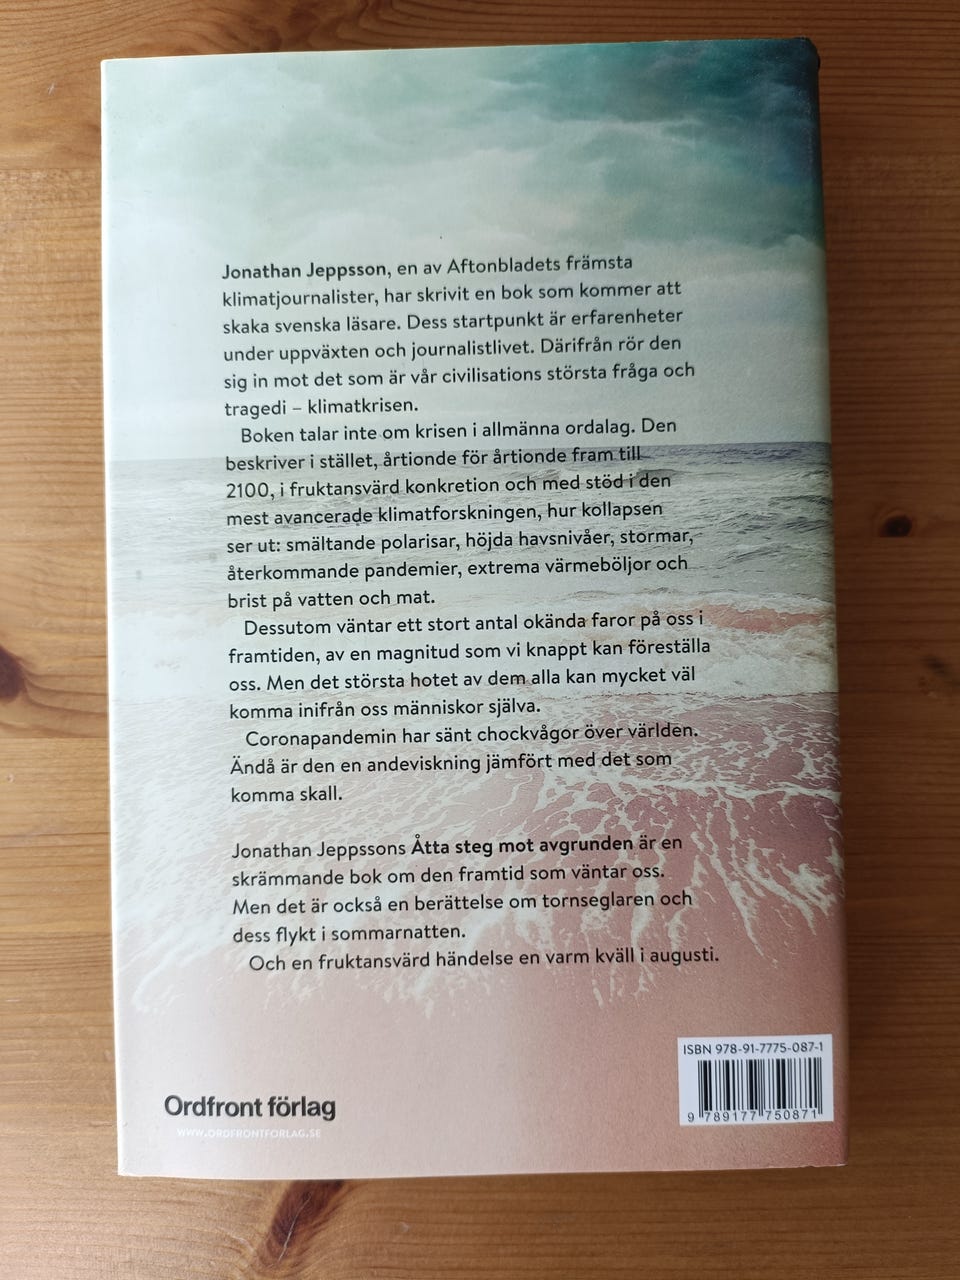 Jonathan Jeppsson, en av Aftonbladets främsta
klimatjournalister, har skrivit en bok som kommer att
skaka svenska läsare. Dess startpunkt är erfarenheter
under uppväxten och journalistlivet. Därifrån rör den
sig in mot det som är vår civilisations största fråga och
tragedi – klimatkrisen.
Boken talar inte om krisen i allmänna ordalag. Den
beskriver i stället, årtionde för årtionde fram till
2100, i fruktansvärd konkretion och med stöd i den
mest avancerade klimatforskningen, hur kollapsen
ser ut: smältande polarisar, höjda havsnivåer, stormar,
återkommande pandemier, extrema värmeböljor och
brist på vatten och mat.
Dessutom väntar ett stort antal okända faror på oss i
framtiden, av en magnitud som vi knappt kan föreställa
oss. Men det största hotet av dem alla kan mycket väl
komma inifrån oss människor själva.
Coronapandemin har sänt chockvågor över världen.
Ändå är den en andeviskning jämfört med det som
komma skall.
Jonathan Jeppssons Åtta steg mot avgrunden är en
skrämmande bok om den framtid som väntar oss.
Men det är också en berättelse om tornseglaren och
dess flykt i sommarnatten.
Och en fruktansvärd händelse en varm kväll i augusti.
ISBN 978-91-7775-087-1
9 789177 750871
Ordfront förlag
WWW.ORDFRONTFORLAG.SE